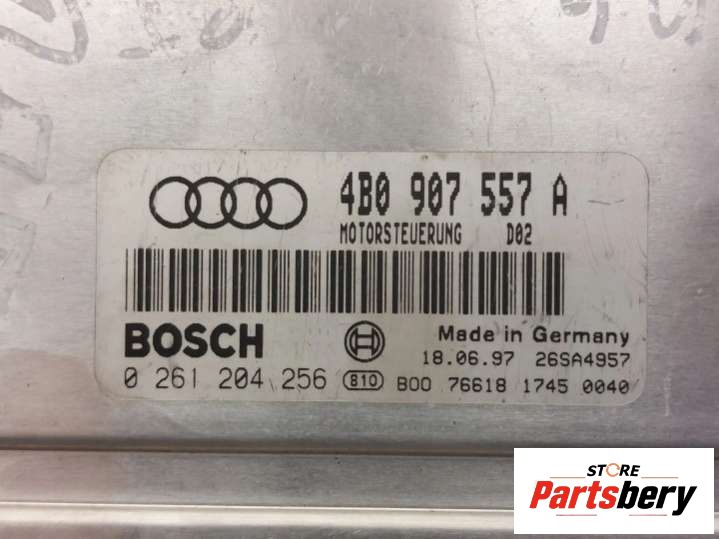 4B0 907 557 A
MOTORSTEUERUNG D02
BOSCH
Made in Germany
18.06.97 26SA4957
0 261 204 256 810 B00 76618 1745 0040
STORE
Partsbery